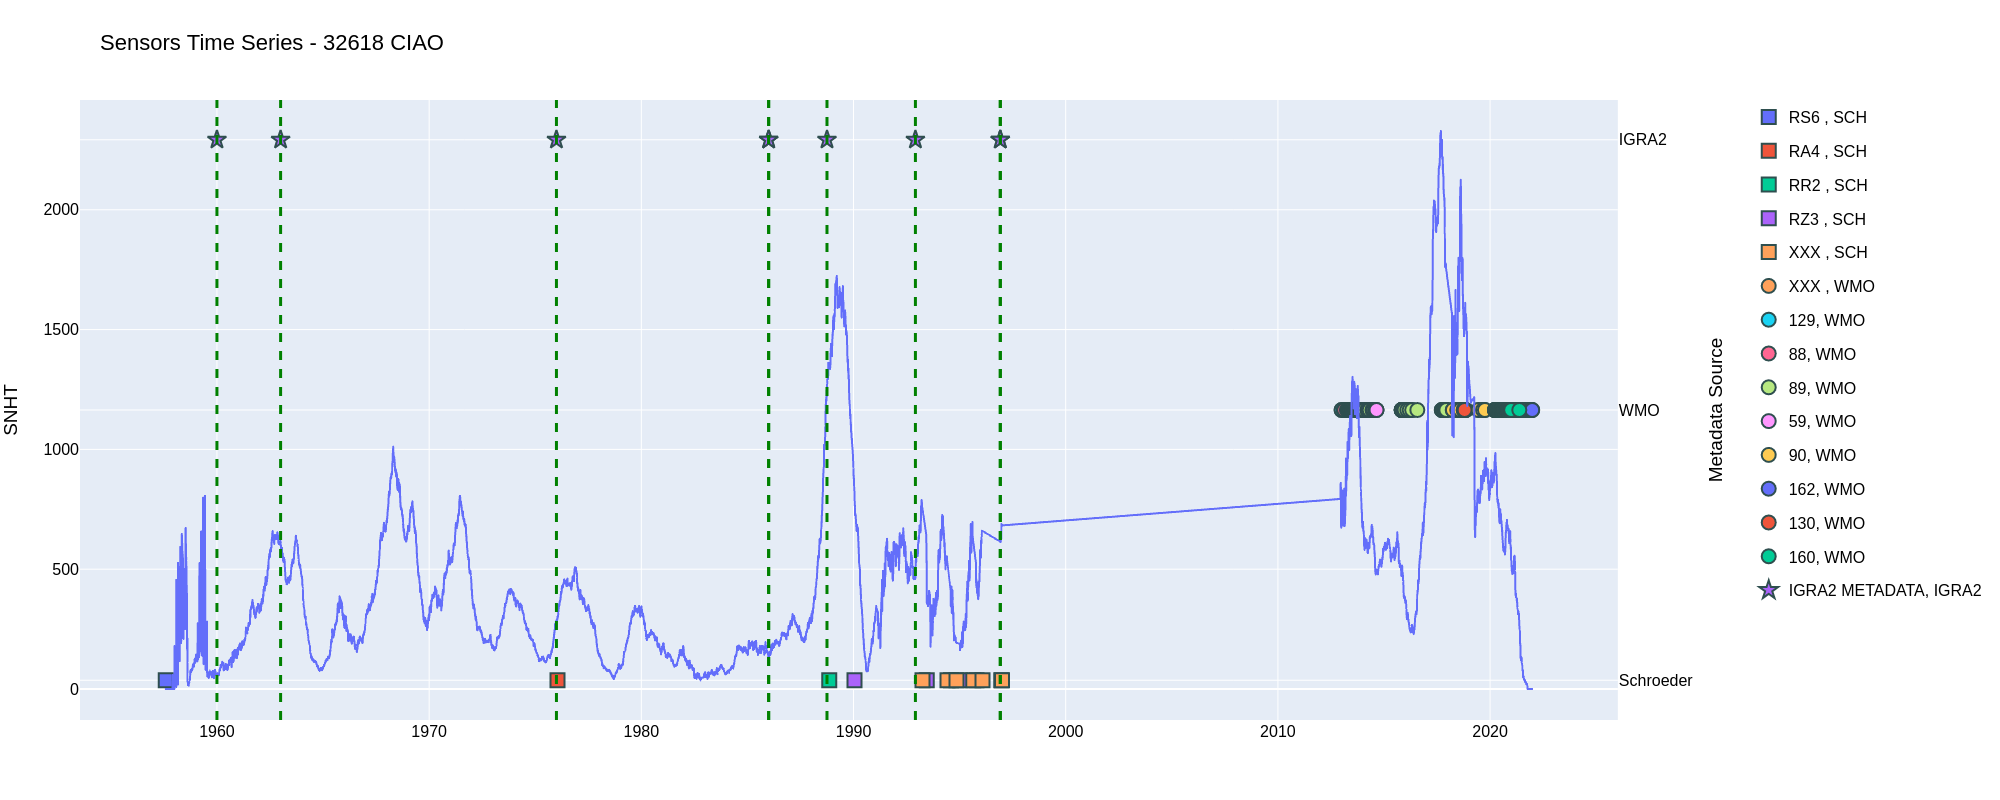 Sensors Time Series - 32618 CIAO
SNHT
2000
1500
1000
500
0
1960
1970
1980
1990
2000
2010
2020
IGRA2
WMO
Schroeder
Metadata Source
RS6 , SCH
RA4 , SCH
RR2 , SCH
RZ3 , SCH
XXX , SCH
XXX , WMO
129, WMO
88, WMO
89, WMO
59, WMO
90, WMO
162, WMO
130, WMO
160, WMO
IGRA2 METADATA, IGRA2